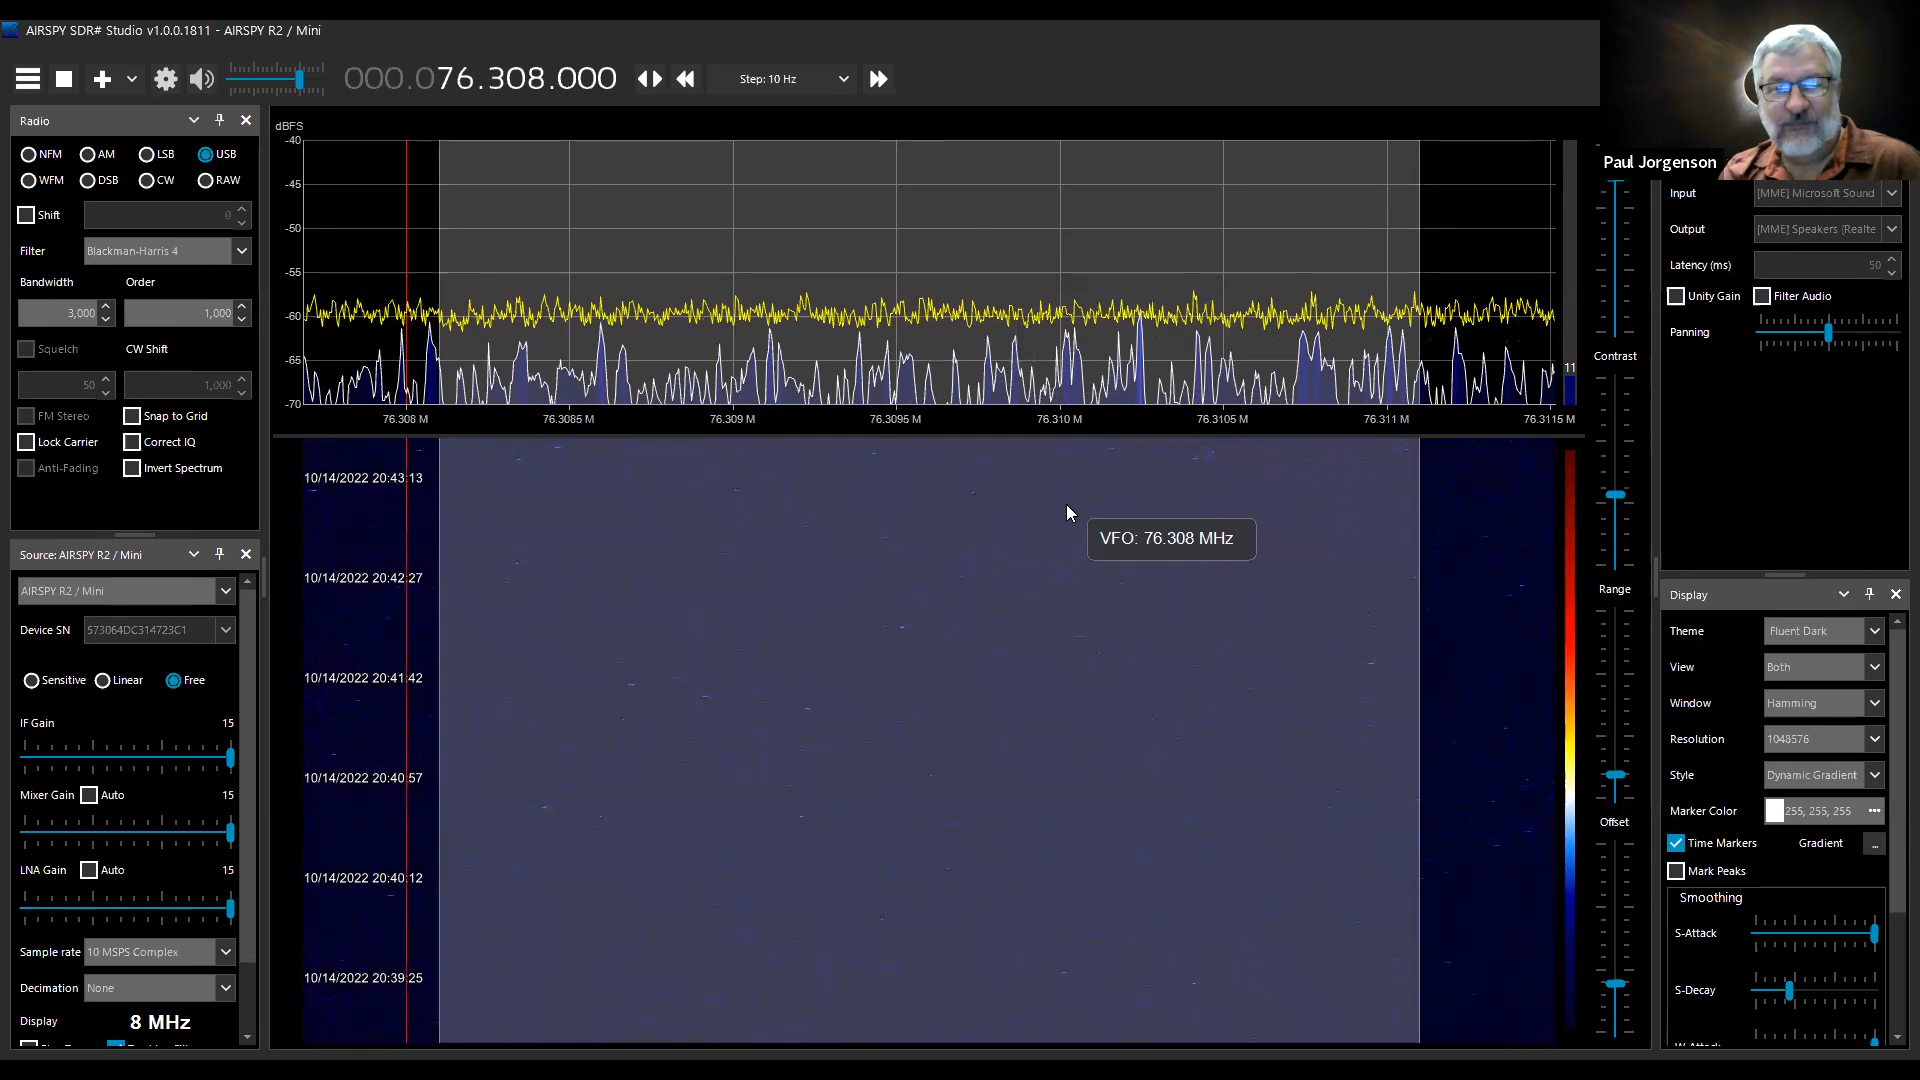 AIRSPY SDR# Studio v1.0.0.1811 - AIRSPY R2 / Mini
000.076.308.000
Step: 10 Hz
Paul Jorgenson
Radio
NFM AM LSB USB
WFM DSB CW RAW
Shift 0
Filter Blackman-Harris 4
Bandwidth Order
3,000 1,000
Squelch CW Shift
50 1,000
FM Stereo Snap to Grid
Lock Carrier Correct IQ
Anti-Fading Invert Spectrum
Source: AIRSPY R2 / Mini
AIRSPY R2 / Mini
Device SN 573064DC314723C1
Sensitive Linear Free
IF Gain 15
Mixer Gain Auto 15
LNA Gain Auto 15
Sample rate 10 MSPS Complex
Decimation None
Display 8 MHz
dBFS
-40
-45
-50
-55
-60
-65
-70
11
76.308 M 76.3085 M 76.309 M 76.3095 M 76.310 M 76.3105 M 76.311 M 76.3115 M
10/14/2022 20:43:13
VFO: 76.308 MHz
10/14/2022 20:42:27
10/14/2022 20:41:42
10/14/2022 20:40:57
10/14/2022 20:40:12
10/14/2022 20:39:25
Contrast
Range
Offset
Input [MME] Microsoft Sound
Output [MME] Speakers (Realte
Latency (ms) 50
Unity Gain Filter Audio
Panning
Display
Theme Fluent Dark
View Both
Window Hamming
Resolution 1048576
Style Dynamic Gradient
Marker Color 255, 255, 255
Time Markers Gradient ...
Mark Peaks
Smoothing
S-Attack
S-Decay